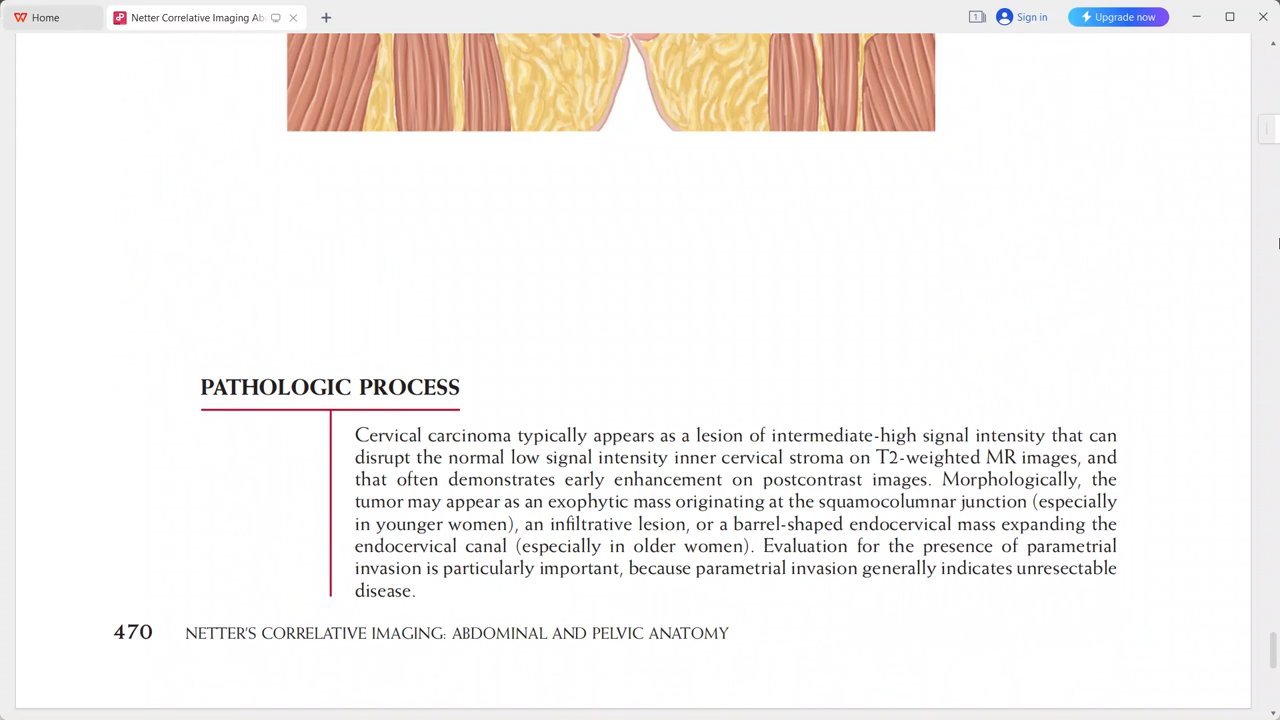 Home
Netter Correlative Imaging Ab
1
Sign in
Upgrade now
PATHOLOGIC PROCESS
Cervical carcinoma typically appears as a lesion of intermediate-high signal intensity that can
disrupt the normal low signal intensity inner cervical stroma on T2-weighted MR images, and
that often demonstrates early enhancement on postcontrast images. Morphologically, the
tumor may appear as an exophytic mass originating at the squamocolumnar junction (especially
in younger women), an infiltrative lesion, or a barrel-shaped endocervical mass expanding the
endocervical canal (especially in older women). Evaluation for the presence of parametrial
invasion is particularly important, because parametrial invasion generally indicates unresectable
disease.
470 NETTER'S CORRELATIVE IMAGING: ABDOMINAL AND PELVIC ANATOMY